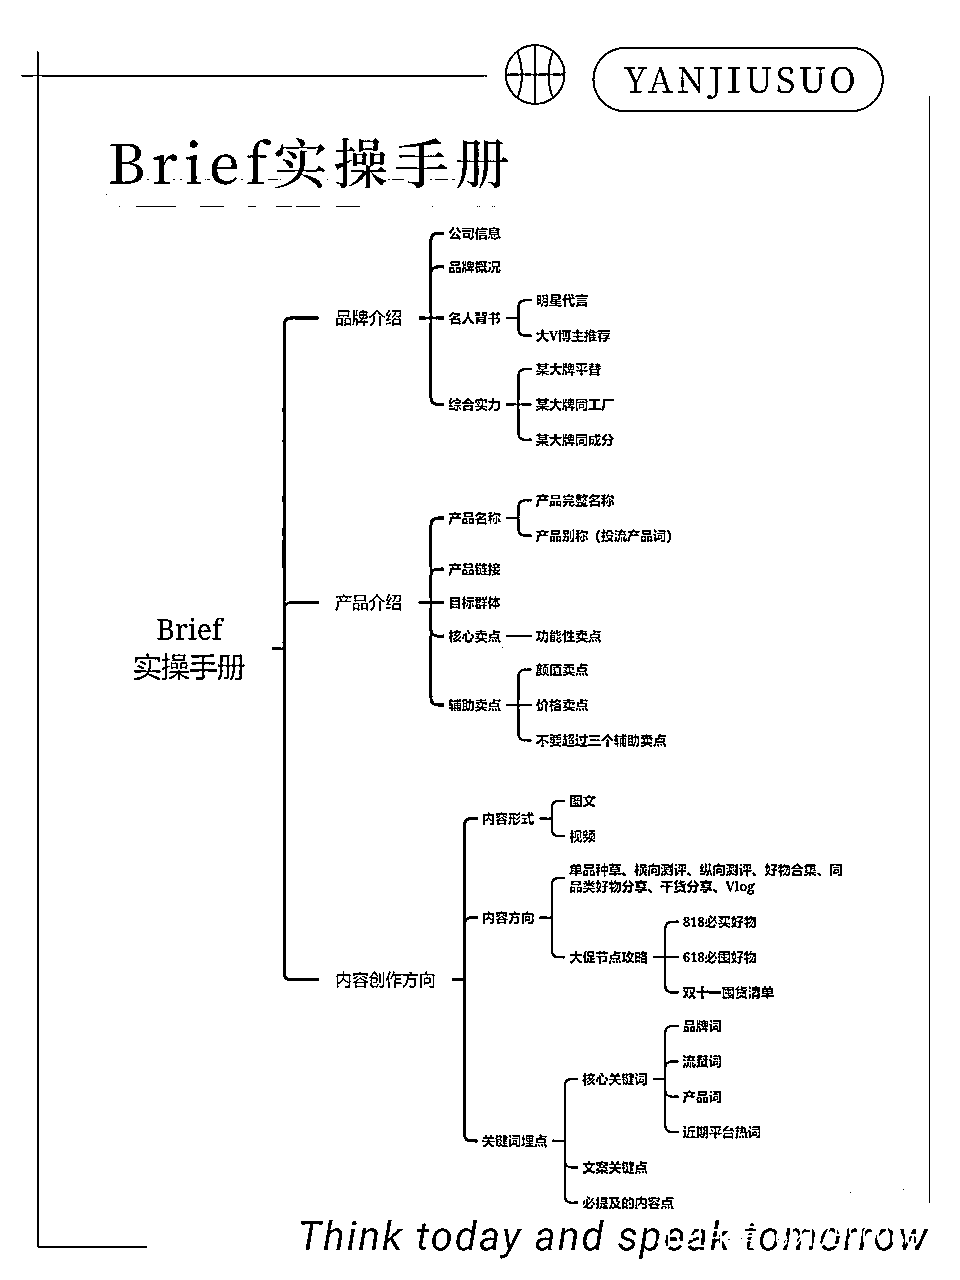 YANJIUSUO
Brief实操手册
公司信息
品牌概况
品牌介绍
名人背书
明星代言
大V博主推荐
综合实力
某大牌平替
某大牌同工厂
某大牌同成分
产品介绍
产品名称
产品完整名称
产品别称（投流产品词）
产品链接
目标群体
核心卖点
功能性卖点
辅助卖点
颜值卖点
价格卖点
不要超过三个辅助卖点
Brief
实操手册
内容创作方向
内容形式
图文
视频
内容方向
单品种草、横向测评、纵向测评、好物合集、同
品类好物分享、干货分享、Vlog
大促节点攻略
818必买好物
618必囤好物
双十一囤货清单
关键词埋点
核心关键词
品牌词
流量词
产品词
近期平台热词
文案关键点
必提及的内容点
Think today and speak tomorrow